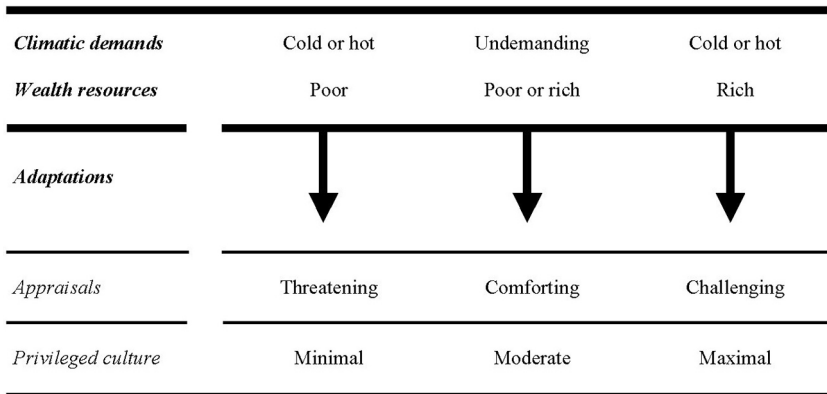 Climatic demands Cold or hot Undemanding Cold or hot
Wealth resources Poor Poor or rich Rich
Adaptations
Appraisals Threatening Comforting Challenging
Privileged culture Minimal Moderate Maximal